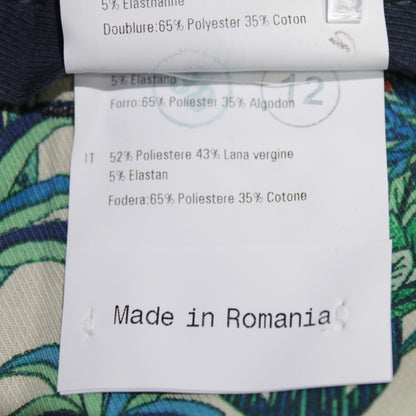 5% Elasthanne
Doublure:65% Polyester 35% Coton
5% Elastano
Forro:65% Poliester 35% Algodon
12
IT 52% Poliestere 43% Lana vergine
5% Elastan
Fodera:65% Poliestere 35% Cotone
Made in Romania